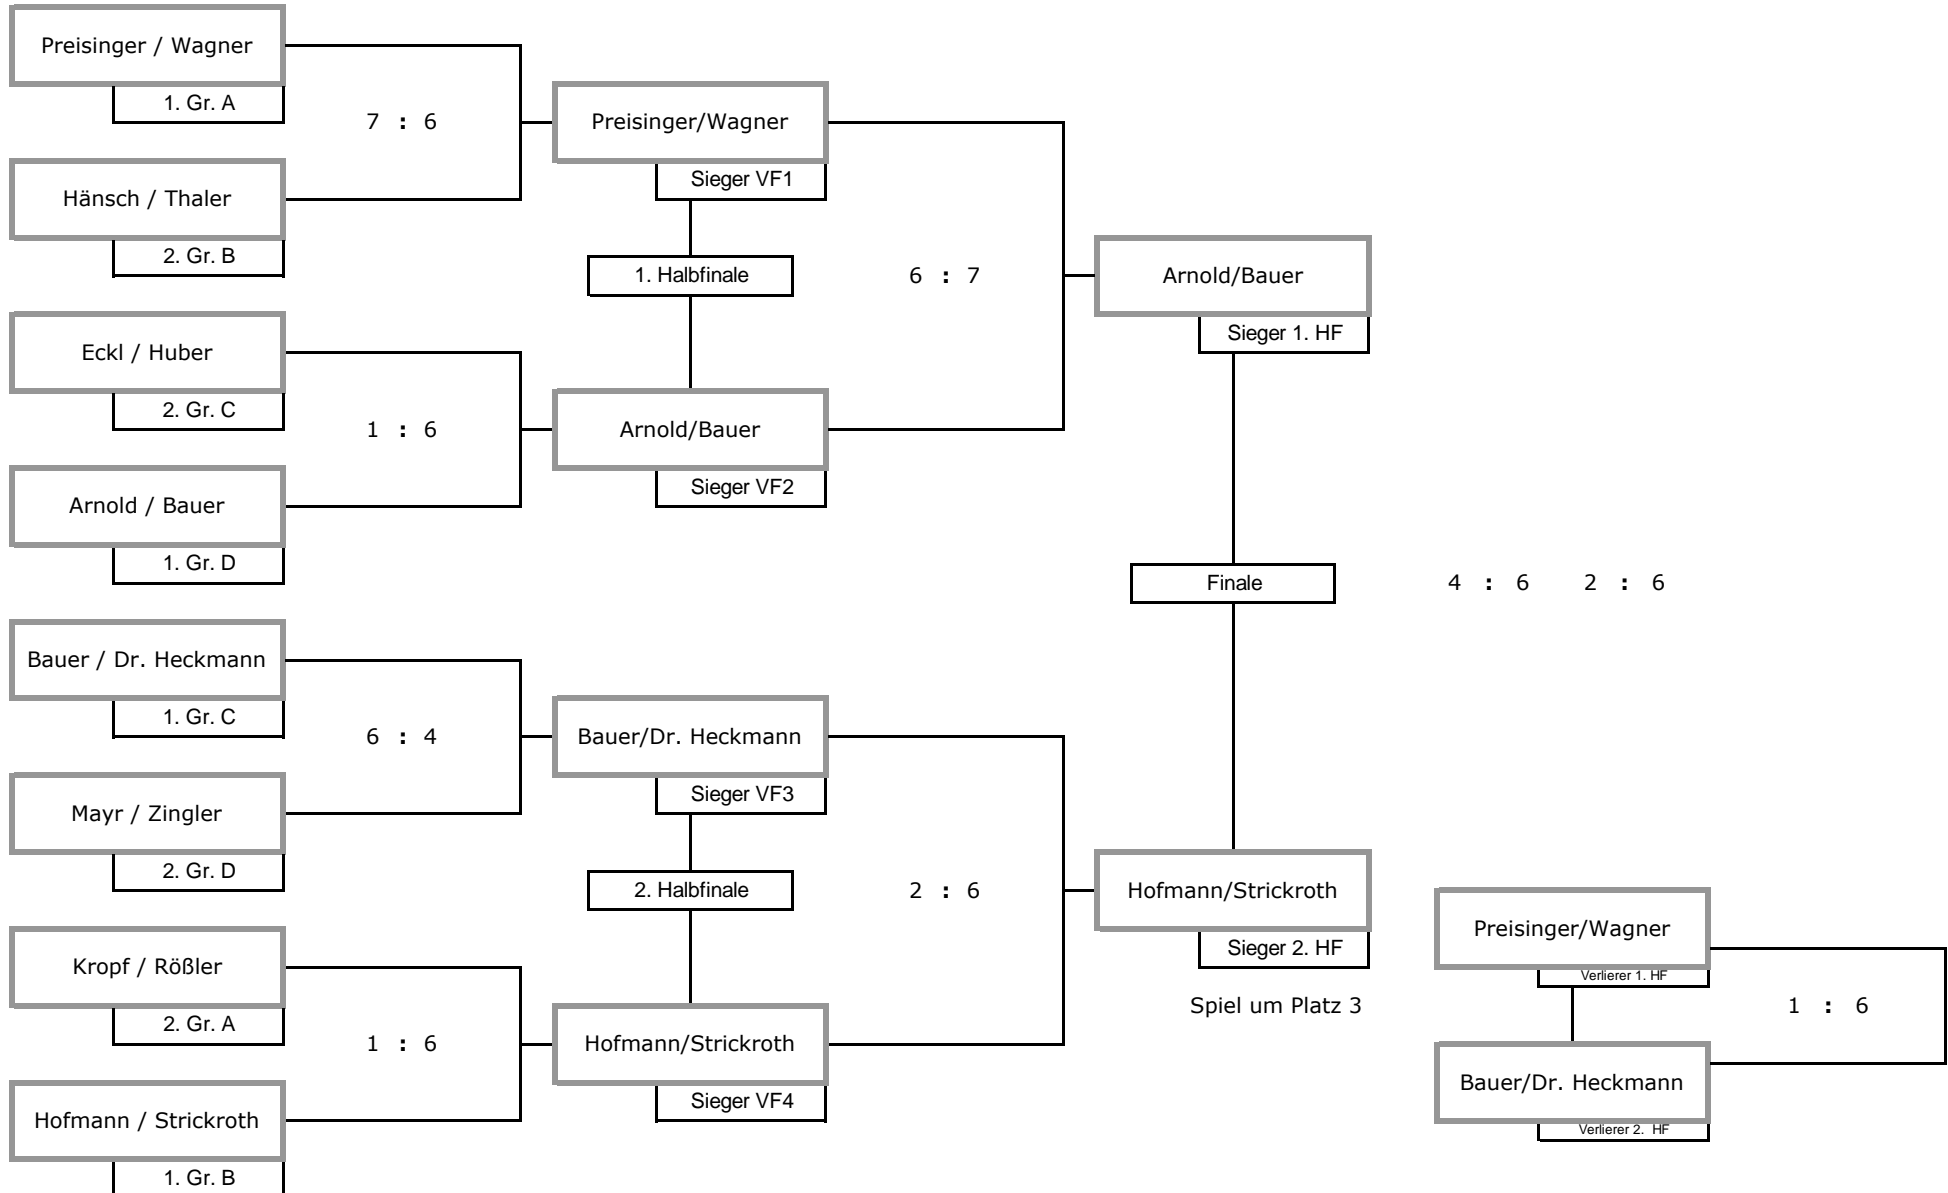 Preisinger / Wagner
1. Gr. A
7 : 6
Hänsch / Thaler
2. Gr. B
Eckl / Huber
2. Gr. C
1 : 6
Arnold / Bauer
1. Gr. D
Bauer / Dr. Heckmann
1. Gr. C
6 : 4
Mayr / Zingler
2. Gr. D
Kropf / Rößler
2. Gr. A
1 : 6
Hofmann / Strickroth
1. Gr. B
Preisinger/Wagner
Sieger VF1
1. Halbfinale
6 : 7
Arnold/Bauer
Sieger VF2
Bauer/Dr. Heckmann
Sieger VF3
2. Halbfinale
2 : 6
Hofmann/Strickroth
Sieger VF4
Arnold/Bauer
Sieger 1. HF
Finale
4 : 6 2 : 6
Hofmann/Strickroth
Sieger 2. HF
Spiel um Platz 3
Preisinger/Wagner
Verlierer 1. HF
1 : 6
Bauer/Dr. Heckmann
Verlierer 2. HF